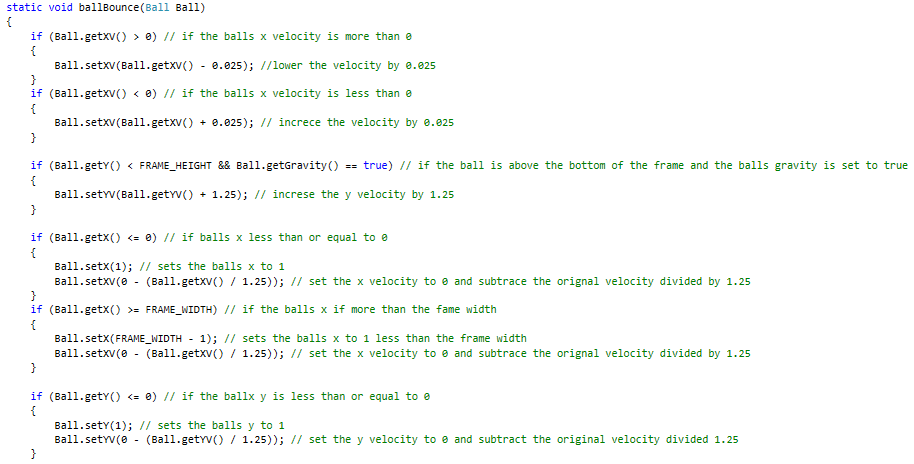 static void ballBounce(Ball Ball)
{
if (Ball.getXV() > 0) // if the balls x velocity is more than 0
{
Ball.setXV(Ball.getXV() - 0.025); //lower the velocity by 0.025
}
if (Ball.getXV() < 0) // if the balls x velocity is less than 0
{
Ball.setXV(Ball.getXV() + 0.025); // increce the velocity by 0.025
}
if (Ball.getY() < FRAME_HEIGHT && Ball.getGravity() == true) // if the ball is above the bottom of the frame and the balls gravity is set to true
{
Ball.setYV(Ball.getYV() + 1.25); // increse the y velocity by 1.25
}
if (Ball.getX() <= 0) // if balls x less than or equal to 0
{
Ball.setX(1); // sets the balls x to 1
Ball.setXV(0 - (Ball.getXV() / 1.25)); // set the x velocity to 0 and subtrace the orignal velocity divided by 1.25
}
if (Ball.getX() >= FRAME_WIDTH) // if the balls x if more than the fame width
{
Ball.setX(FRAME_WIDTH - 1); // sets the balls x to 1 less than the frame width
Ball.setXV(0 - (Ball.getXV() / 1.25)); // set the x velocity to 0 and subtrace the orignal velocity divided by 1.25
}
if (Ball.getY() <= 0) // if the ballx y is less than or equal to 0
{
Ball.setY(1); // sets the balls y to 1
Ball.setYV(0 - (Ball.getYV() / 1.25)); // set the y velocity to 0 and subtract the original velocity divided 1.25
}